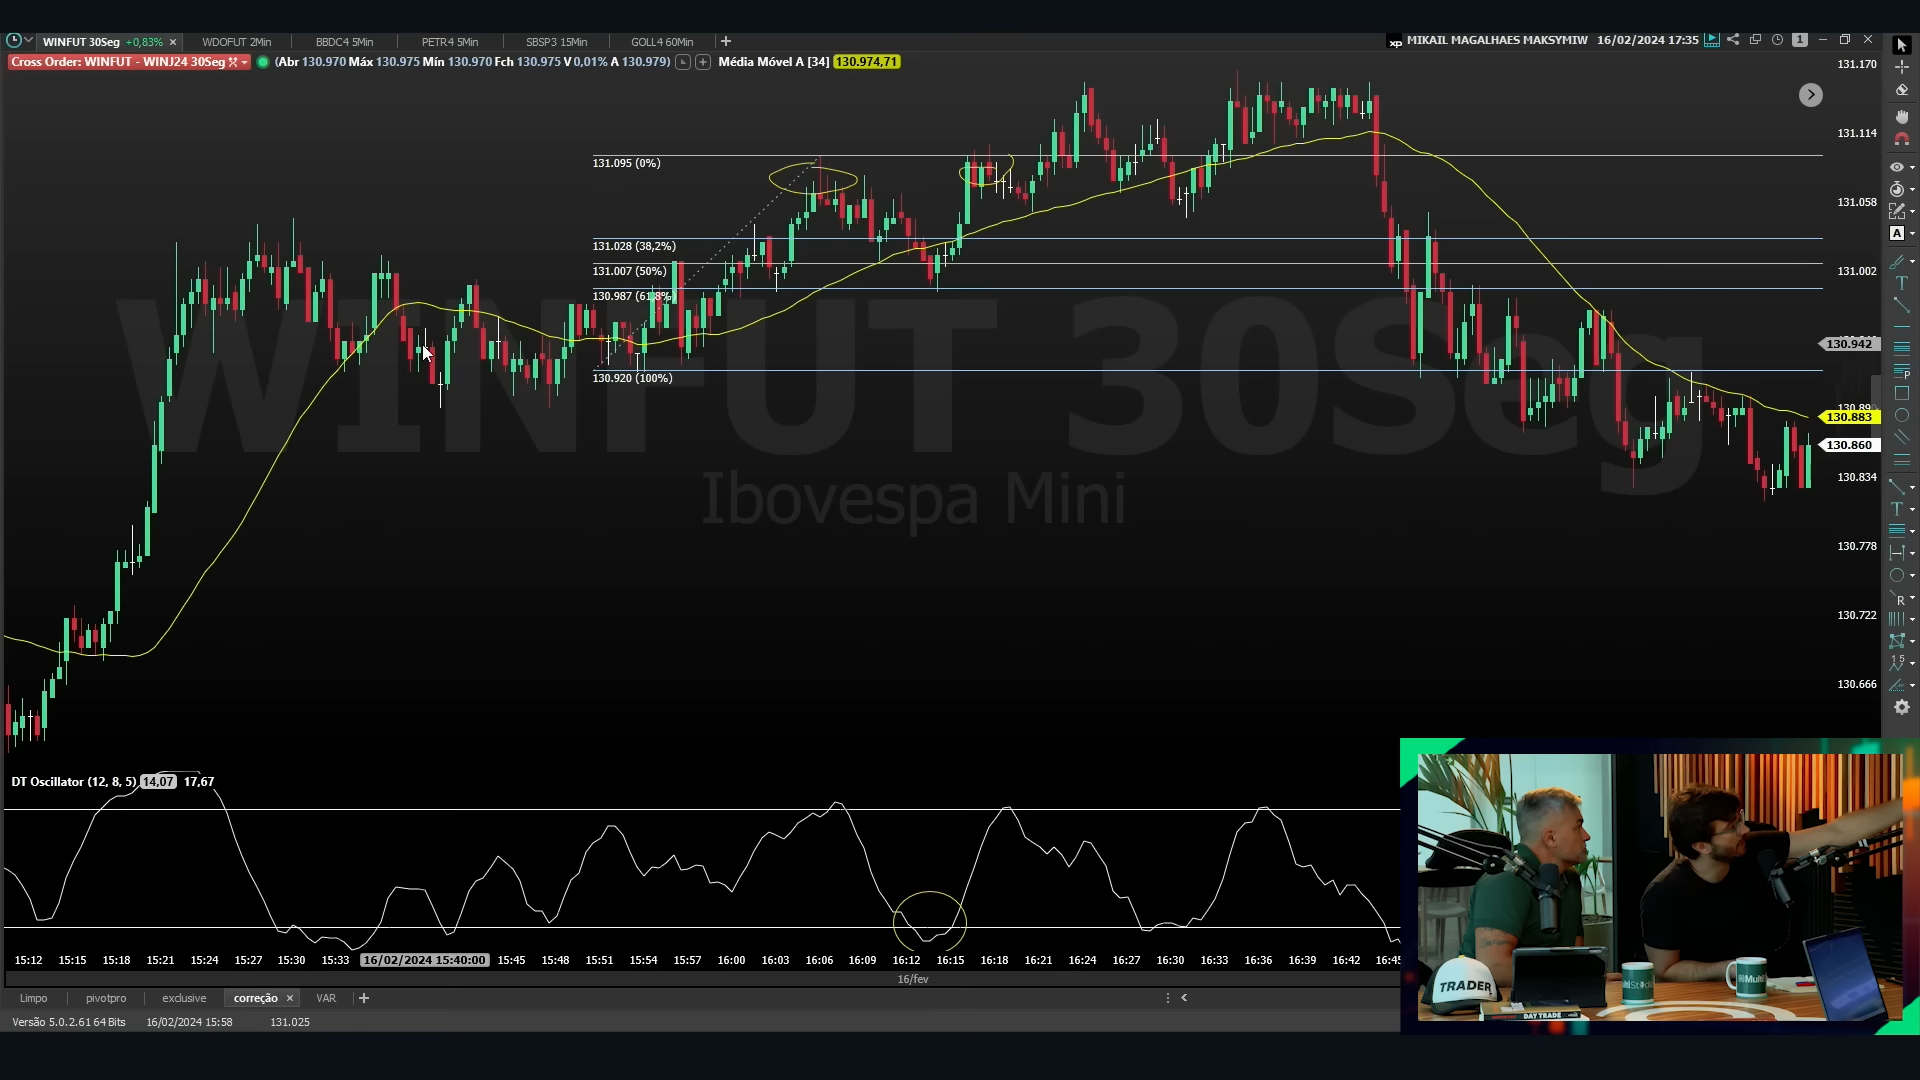 WINFUT 30Seg +0,83% × WDOFUT 2Min BBDC4 5Min PETR4 5Min SBSP3 15Min GOLL4 60Min +
xp MIKAIL MAGALHAES MAKSYMIW 16/02/2024 17:35 1
Cross Order: WINFUT - WINJ24 30Seg (Abr 130.970 Máx 130.975 Mín 130.970 Fch 130.975 V 0,01% A 130.979) Média Móvel A [34] 130.974,71
131.170
131.114
131.095 (0%)
131.058
131.028 (38,2%)
131.007 (50%)
131.002
130.987 (61,8%)
130.942
130.920 (100%)
130.883
130.860
130.834
130.778
130.722
130.666
WINFUT 30Seg
Ibovespa Mini
DT Oscillator (12, 8, 5) 14,07 17,67
15:12 15:15 15:18 15:21 15:24 15:27 15:30 15:33 16/02/2024 15:40:00 15:45 15:48 15:51 15:54 15:57 16:00 16:03 16:06 16:09 16:12 16:15 16:18 16:21 16:24 16:27 16:30 16:33 16:36 16:39 16:42 16:45
16/fev
Limpo pivotpro exclusive correção × VAR +
Versão 5.0.2.61 64 Bits 16/02/2024 15:58 131.025
TRADER
DAY TRADE